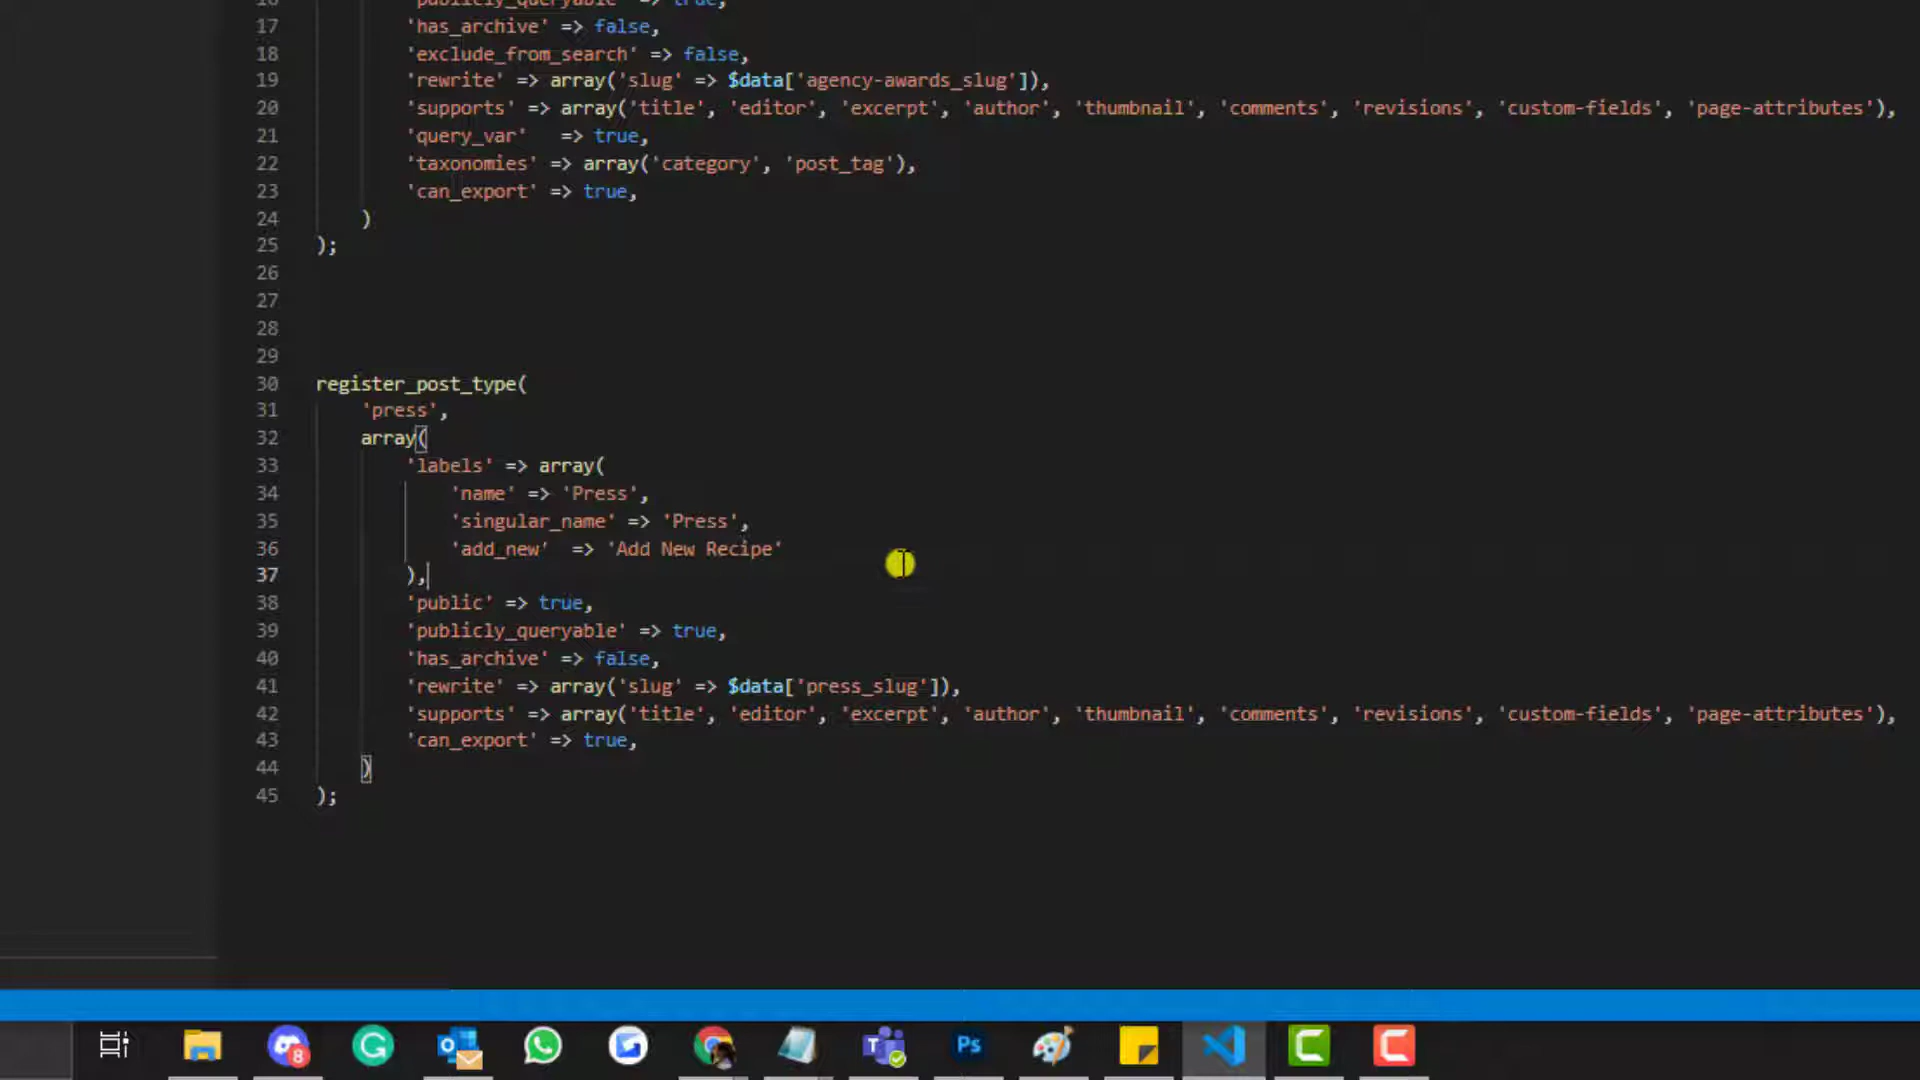 16 'publicly_queryable' => true,
17 'has_archive' => false,
18 'exclude_from_search' => false,
19 'rewrite' => array('slug' => $data['agency-awards_slug']),
20 'supports' => array('title', 'editor', 'excerpt', 'author', 'thumbnail', 'comments', 'revisions', 'custom-fields', 'page-attributes'),
21 'query_var'   => true,
22 'taxonomies' => array('category', 'post_tag'),
23 'can_export' => true,
24 )
25 );
26
27
28
29
30 register_post_type(
31 'press',
32 array(
33 'labels' => array(
34 'name' => 'Press',
35 'singular_name' => 'Press',
36 'add_new'  => 'Add New Recipe'
37 ),
38 'public' => true,
39 'publicly_queryable' => true,
40 'has_archive' => false,
41 'rewrite' => array('slug' => $data['press_slug']),
42 'supports' => array('title', 'editor', 'excerpt', 'author', 'thumbnail', 'comments', 'revisions', 'custom-fields', 'page-attributes'),
43 'can_export' => true,
44 )
45 );
8
Ps